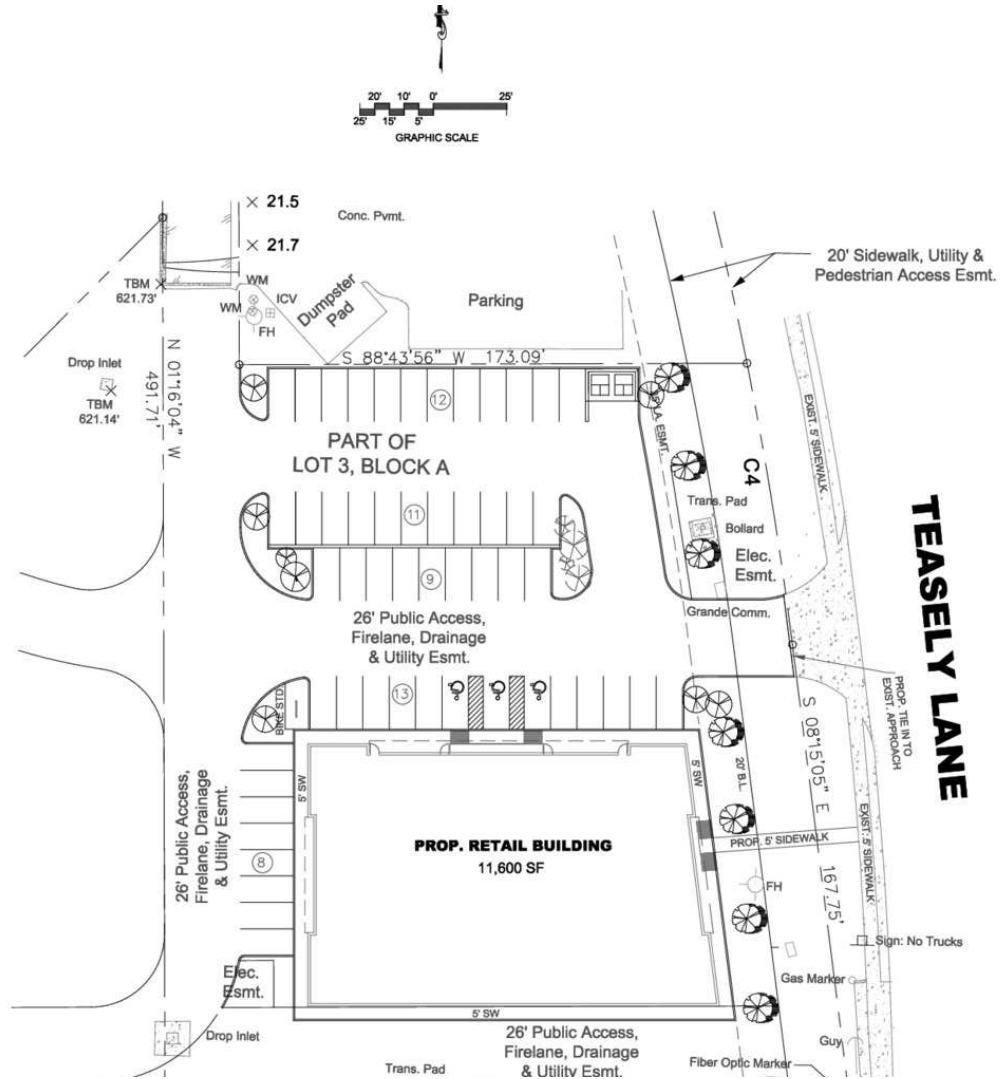 20' 10' 0' 25'
25' 15' 5'
GRAPHIC SCALE
21.5
Conc. Pvmt.
21.7
20' Sidewalk, Utility &
Pedestrian Access Esmt.
TBM
621.73'
WM
WM
ICV
FH
Dumpster
Pad
Parking
S 88°43'56" W 173.09'
Drop Inlet
TBM
621.14'
N 01°16'04" W
491.71'
12
PART OF
LOT 3, BLOCK A
LA. ESMT.
C4
EXIST. 5' SIDEWALK
Trans. Pad
Bollard
11
Elec.
Esmt.
9
TEASELY LANE
Grande Comm.
26' Public Access,
Firelane, Drainage
& Utility Esmt.
PROP. TIE IN TO
EXIST. APPROACH
13
BIKE STD.
S 08°15'05" E 167.75'
20' B.L.
5' SW
5' SW
26' Public Access,
Firelane, Drainage
& Utility Esmt.
EXIST. 5' SIDEWALK
PROP. RETAIL BUILDING
11,600 SF
PROP. 5' SIDEWALK
8
FH
Sign: No Trucks
Elec.
Esmt.
Gas Marker
5' SW
Drop Inlet
26' Public Access,
Firelane, Drainage
& Utility Esmt.
Guy
Trans. Pad
Fiber Optic Marker